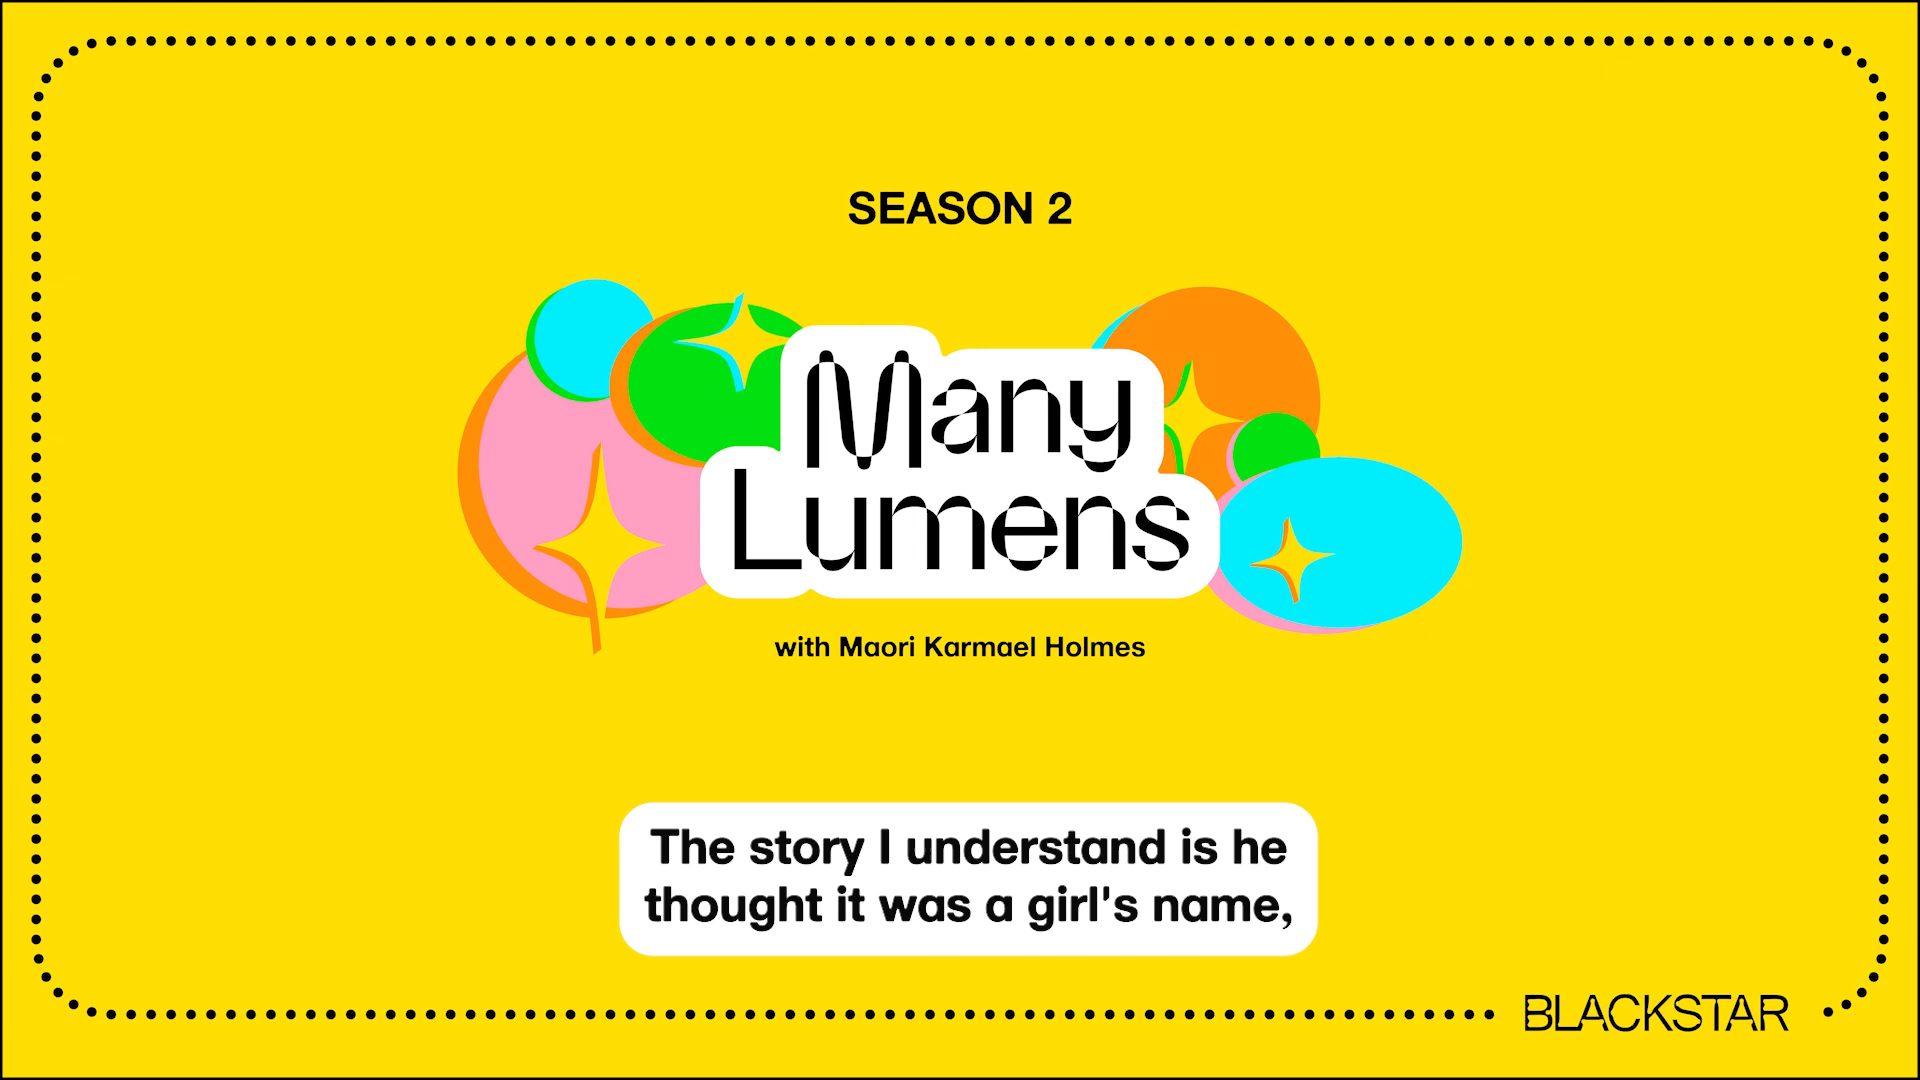 SEASON 2
Many
Lumens
with Maori Karmael Holmes
The story I understand is he
thought it was a girl's name,
BLACKSTAR